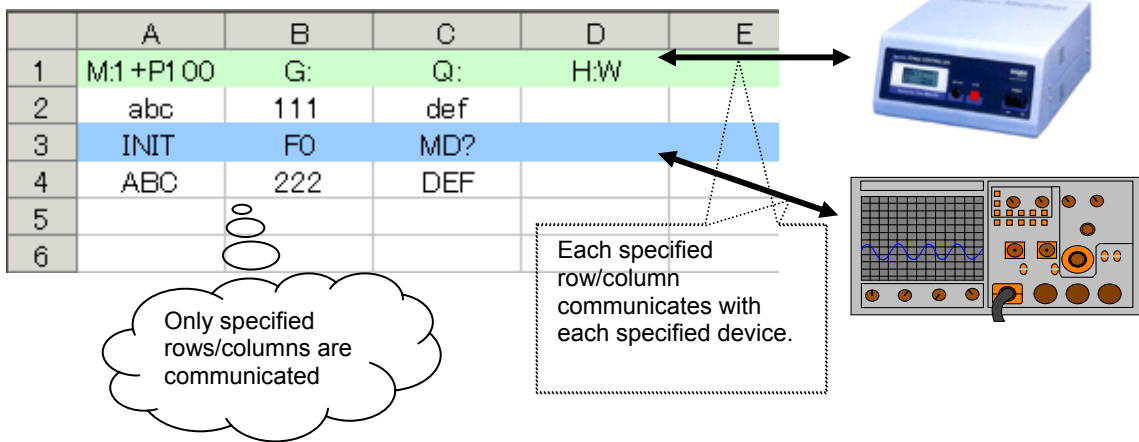 A B C D E
1 M:1+P100 G: Q: H:W
2 abc 111 def
3 INIT F0 MD?
4 ABC 222 DEF
5
6
Each specified
row/column
communicates with
each specified device.
Only specified
rows/columns are
communicated